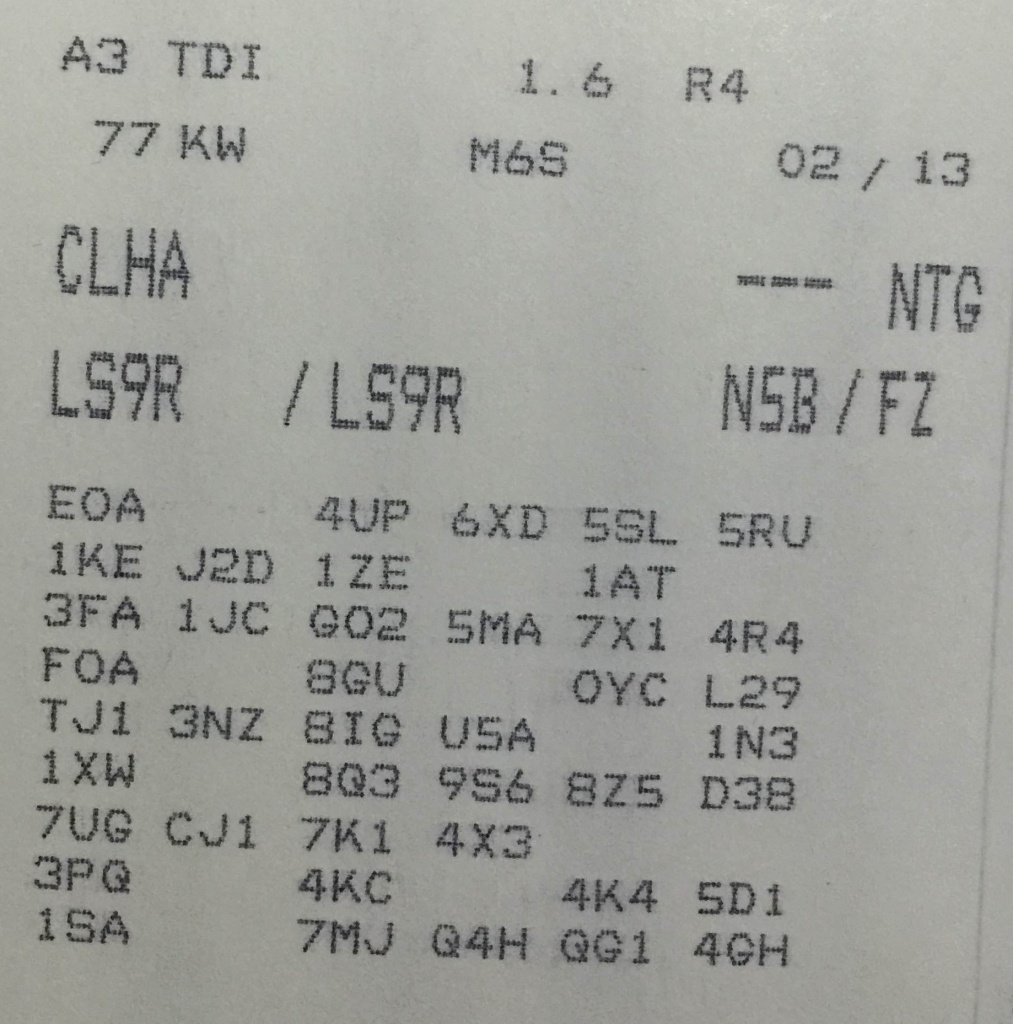 A3 TDI 1.6 R4
77 KW M6S 02 / 13
CLHA --- NTG
LS9R / LS9R N5B / FZ
E0A 4UP 6XD 5SL 5RU
1KE J2D 1ZE 1AT
3FA 1JC G02 5MA 7X1 4R4
F0A 8GU 0YC L29
TJ1 3NZ 8IG U5A 1N3
1XW 8Q3 9S6 8Z5 D38
7UG CJ1 7K1 4X3
3PQ 4KC 4K4 5D1
1SA 7MJ Q4H QG1 4GH